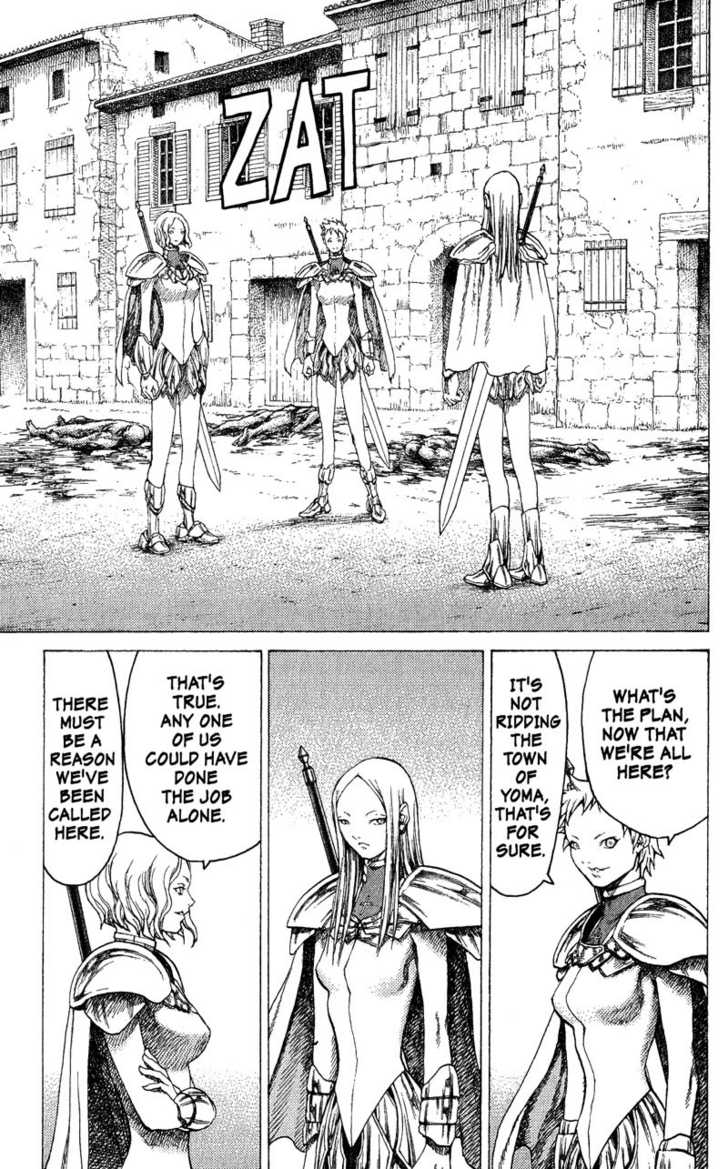 ZAT
WHAT'S
THE PLAN,
NOW THAT
WE'RE ALL
HERE?
IT'S
NOT
RIDDING
THE
TOWN
OF
YOMA,
THAT'S
FOR
SURE.
THAT'S
TRUE.
ANY ONE
OF US
COULD HAVE
DONE
THE JOB
ALONE.
THERE
MUST
BE A
REASON
WE'VE
BEEN
CALLED
HERE.